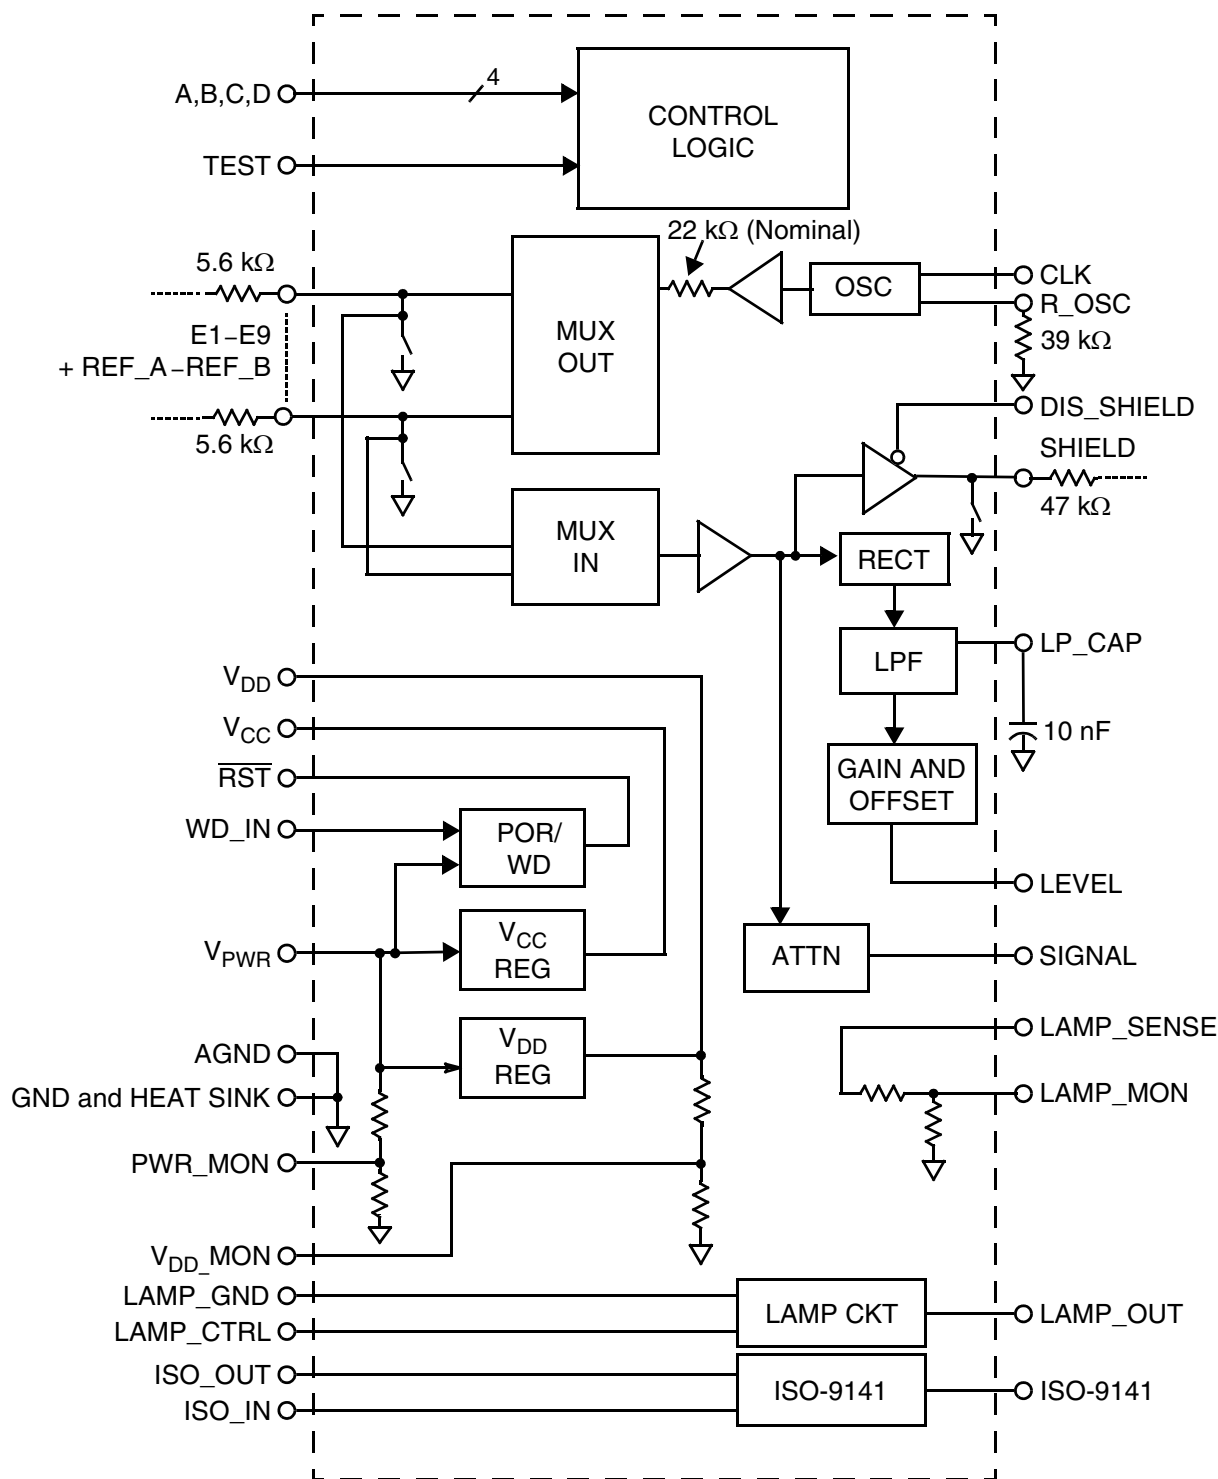 A,B,C,D
4
TEST
CONTROL
LOGIC
22 kΩ (Nominal)
5.6 kΩ
E1–E9
+ REF_A–REF_B
5.6 kΩ
MUX
OUT
OSC
CLK
R_OSC
39 kΩ
DIS_SHIELD
SHIELD
47 kΩ
MUX
IN
RECT
LPF
LP_CAP
10 nF
GAIN AND
OFFSET
LEVEL
VDD
VCC
RST
WD_IN
POR/
WD
VPWR
VCC
REG
ATTN
SIGNAL
AGND
GND and HEAT SINK
VDD
REG
LAMP_SENSE
LAMP_MON
PWR_MON
VDD_MON
LAMP_GND
LAMP_CTRL
LAMP CKT
LAMP_OUT
ISO_OUT
ISO_IN
ISO-9141
ISO-9141